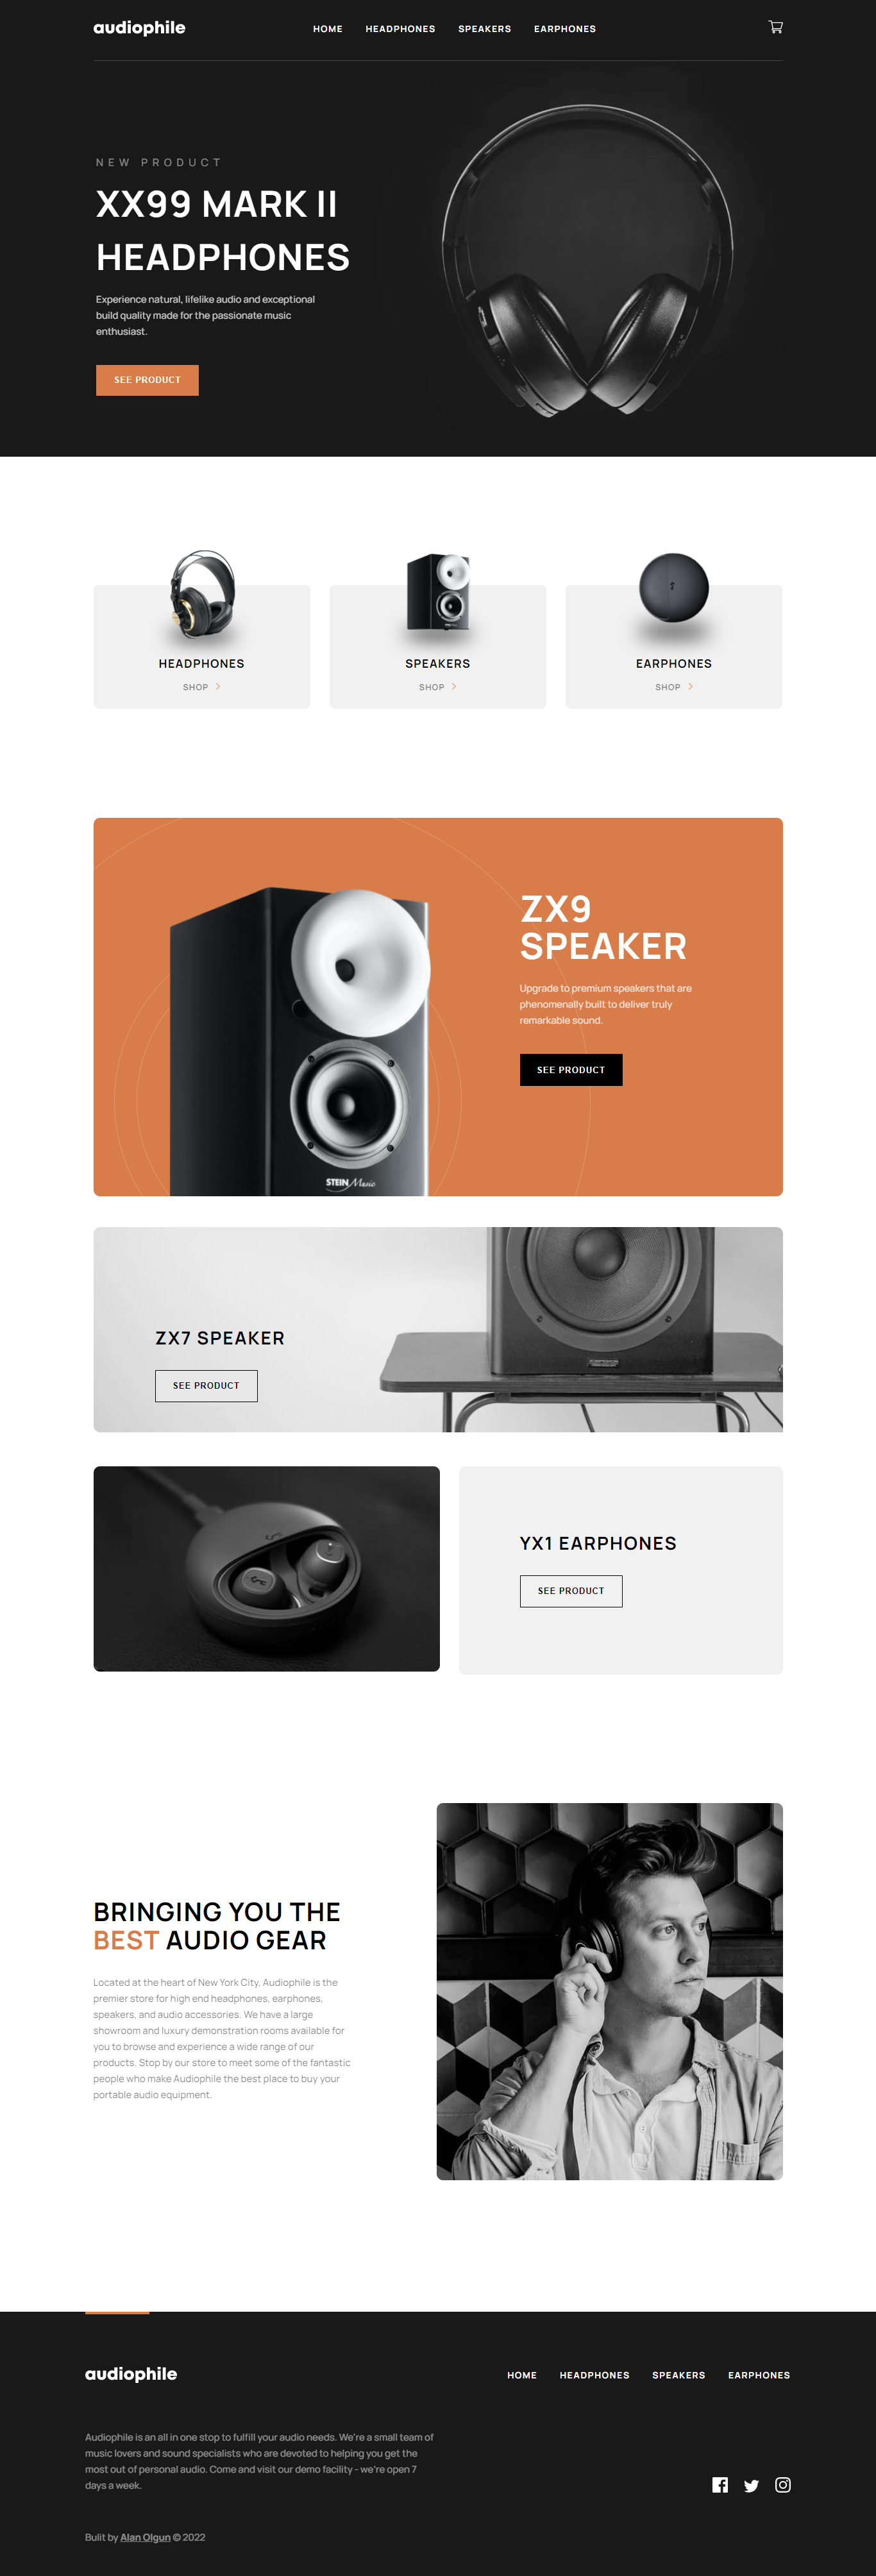 audiophile
HOME HEADPHONES SPEAKERS EARPHONES
NEW PRODUCT
XX99 MARK II
HEADPHONES
Experience natural, lifelike audio and exceptional
build quality made for the passionate music
enthusiast.
SEE PRODUCT
HEADPHONES
SHOP
SPEAKERS
SHOP
EARPHONES
SHOP
ZX9
SPEAKER
Upgrade to premium speakers that are
phenomenally built to deliver truly
remarkable sound.
SEE PRODUCT
STEIN Music
ZX7 SPEAKER
SEE PRODUCT
YX1 EARPHONES
SEE PRODUCT
BRINGING YOU THE
BEST AUDIO GEAR
Located at the heart of New York City, Audiophile is the
premier store for high end headphones, earphones,
speakers, and audio accessories. We have a large
showroom and luxury demonstration rooms available for
you to browse and experience a wide range of our
products. Stop by our store to meet some of the fantastic
people who make Audiophile the best place to buy your
portable audio equipment.
audiophile
HOME HEADPHONES SPEAKERS EARPHONES
Audiophile is an all in one stop to fulfill your audio needs. We're a small team of
music lovers and sound specialists who are devoted to helping you get the
most out of personal audio. Come and visit our demo facility - we're open 7
days a week.
Bulit by Alan Olgun © 2022